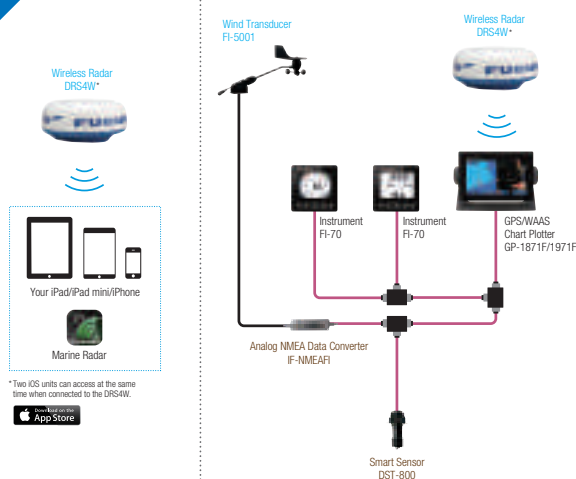 Wireless Radar
DRS4W*
Your iPad/iPad mini/iPhone
Marine Radar
*Two iOS units can access at the same
time when connected to the DRS4W.
Download on the
App Store
Wind Transducer
FI-5001
Wireless Radar
DRS4W*
Instrument
FI-70
Instrument
FI-70
GPS/WAAS
Chart Plotter
GP-1871F/1971F
Analog NMEA Data Converter
IF-NMEAFI
Smart Sensor
DST-800